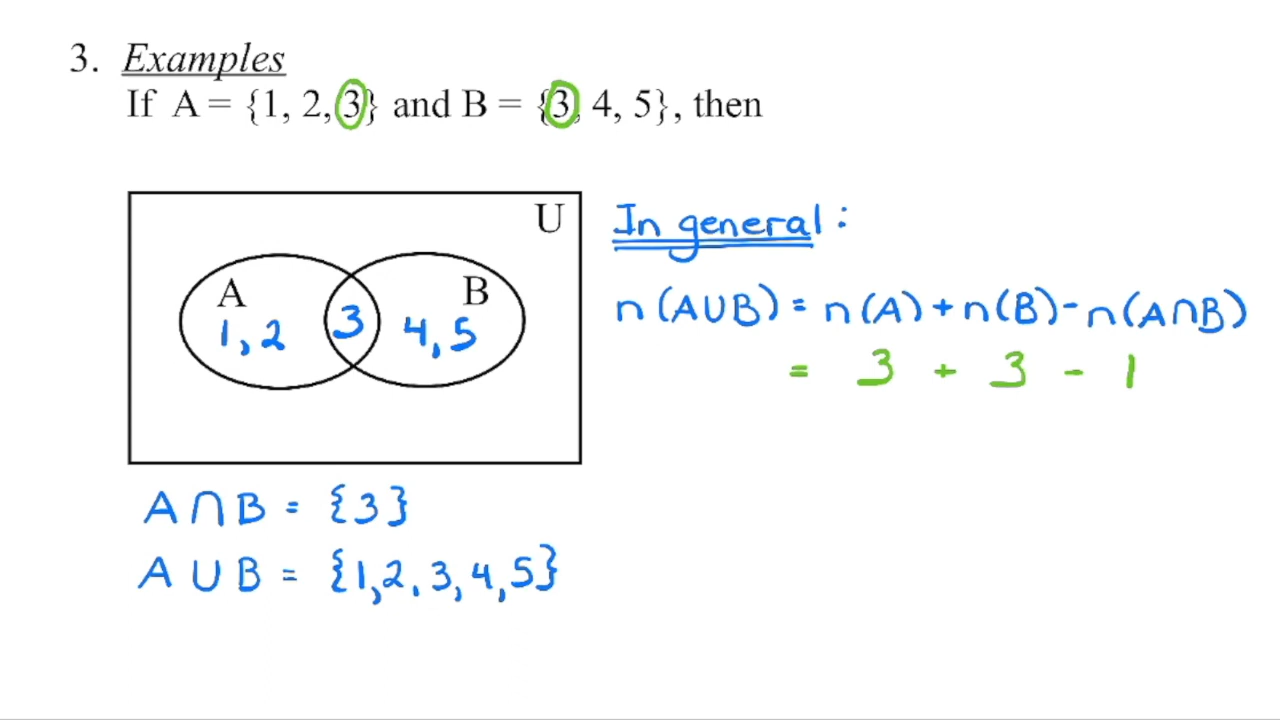 3. Examples
If A = {1, 2, 3} and B = {3, 4, 5}, then
U
A
B
1, 2
3
4, 5
In general:
n(A∪B) = n(A) + n(B) - n(A∩B)
= 3 + 3 - 1
A ∩ B = {3}
A ∪ B = {1, 2, 3, 4, 5}